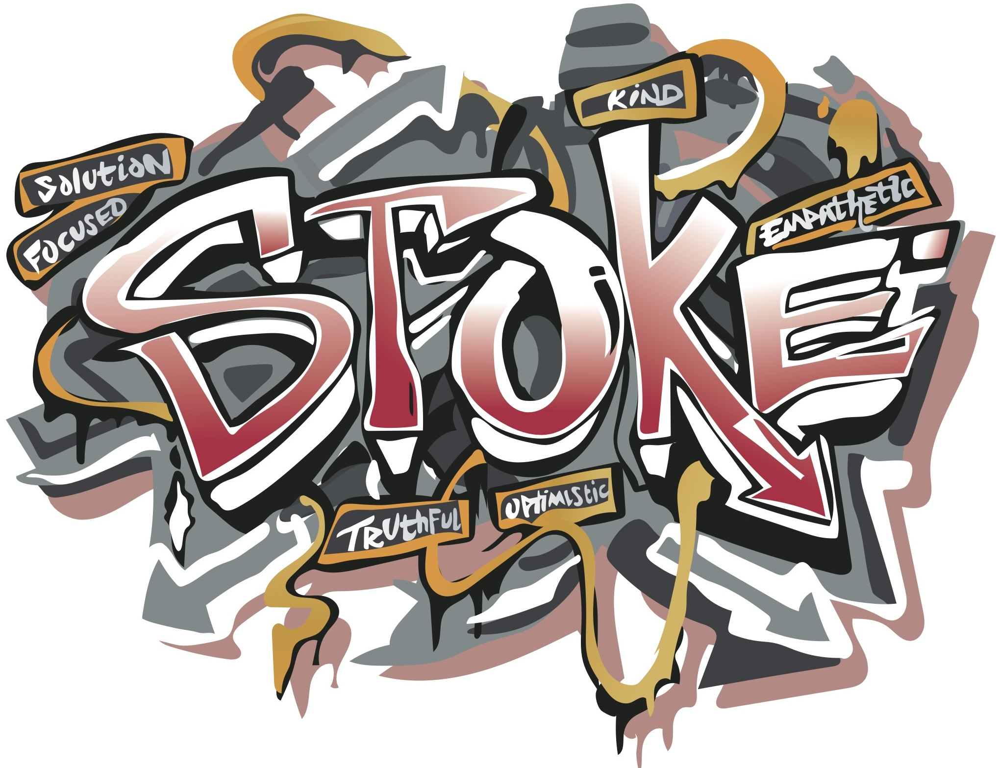 KiND
Solution
FOCUSED
STOKE
EMPAthEtic
OPtiMIStic
TRUthFUL